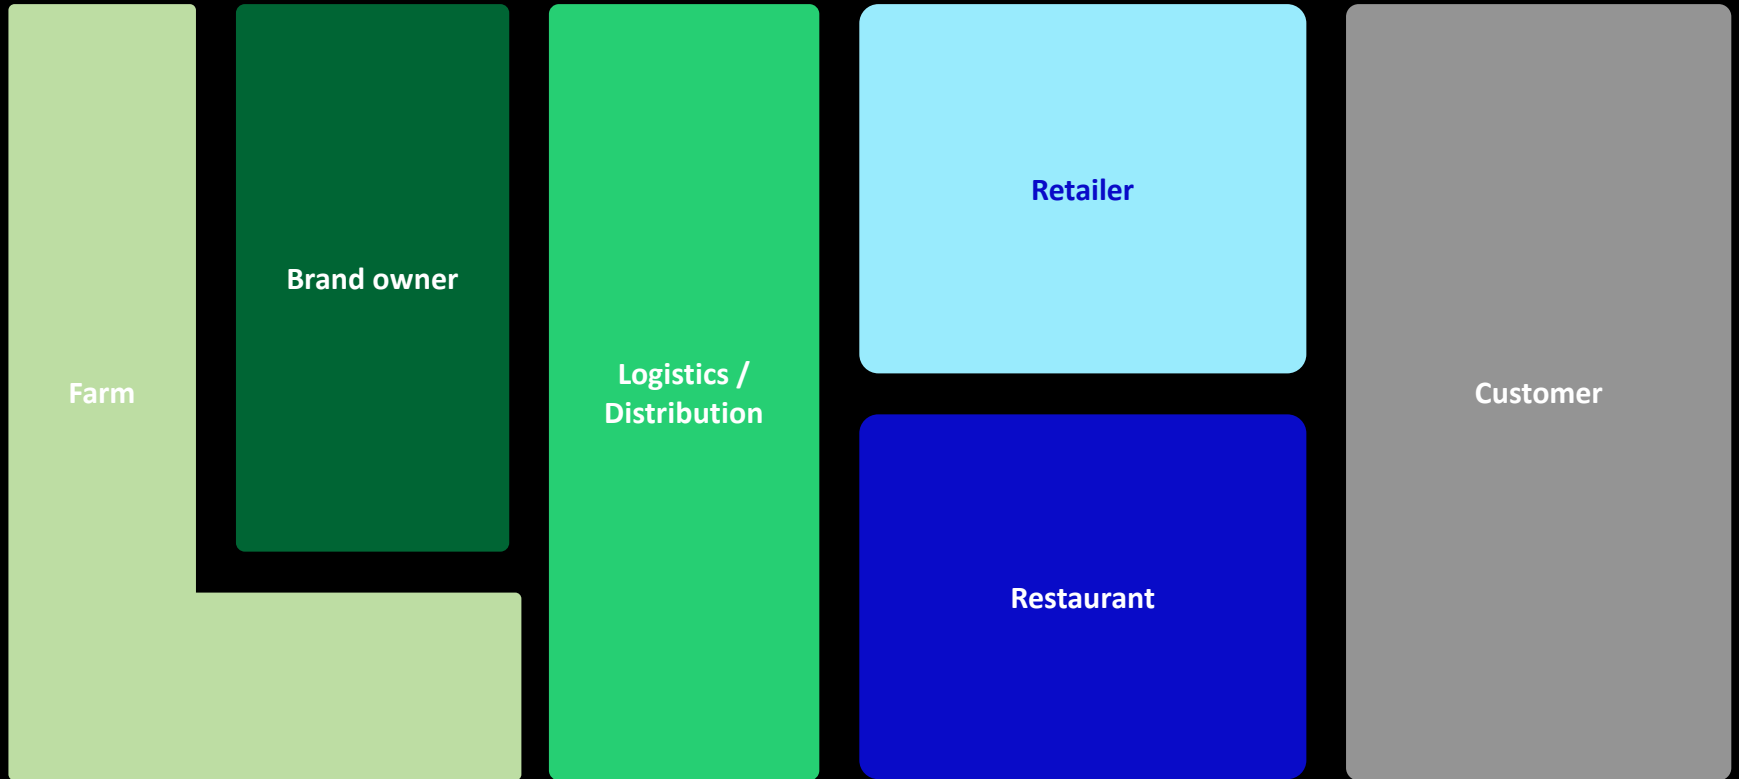 Farm
Brand owner
Logistics /
Distribution
Retailer
Restaurant
Customer